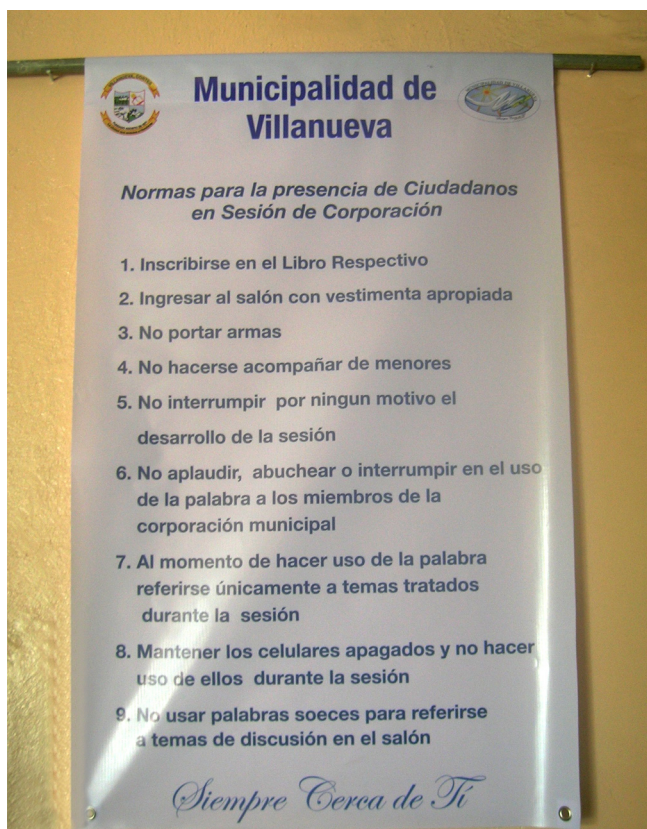 Municipalidad de
Villanueva
Normas para la presencia de Ciudadanos
en Sesión de Corporación
1. Inscribirse en el Libro Respectivo
2. Ingresar al salón con vestimenta apropiada
3. No portar armas
4. No hacerse acompañar de menores
5. No interrumpir por ningun motivo el
desarrollo de la sesión
6. No aplaudir, abuchear o interrumpir en el uso
de la palabra a los miembros de la
corporación municipal
7. Al momento de hacer uso de la palabra
referirse únicamente a temas tratados
durante la sesión
8. Mantener los celulares apagados y no hacer
uso de ellos durante la sesión
9. No usar palabras soeces para referirse
a temas de discusión en el salón
Siempre Cerca de Tí